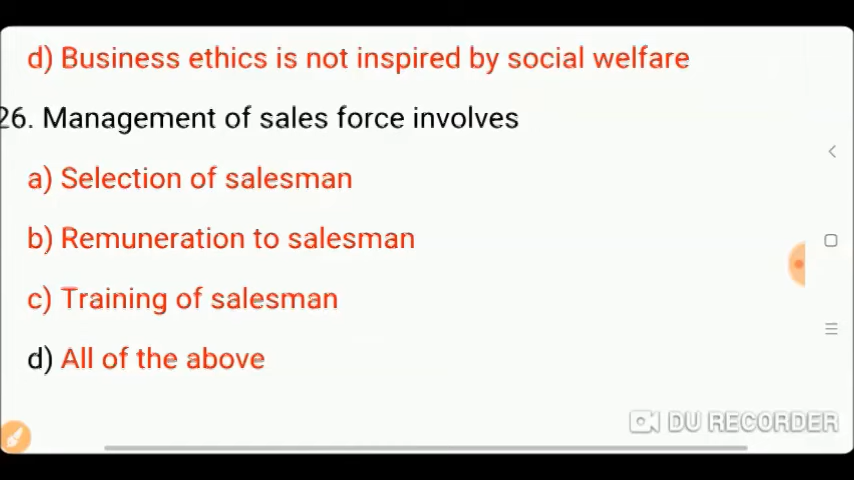 d) Business ethics is not inspired by social welfare
26. Management of sales force involves
a) Selection of salesman
b) Remuneration to salesman
c) Training of salesman
d) All of the above
DU RECORDER